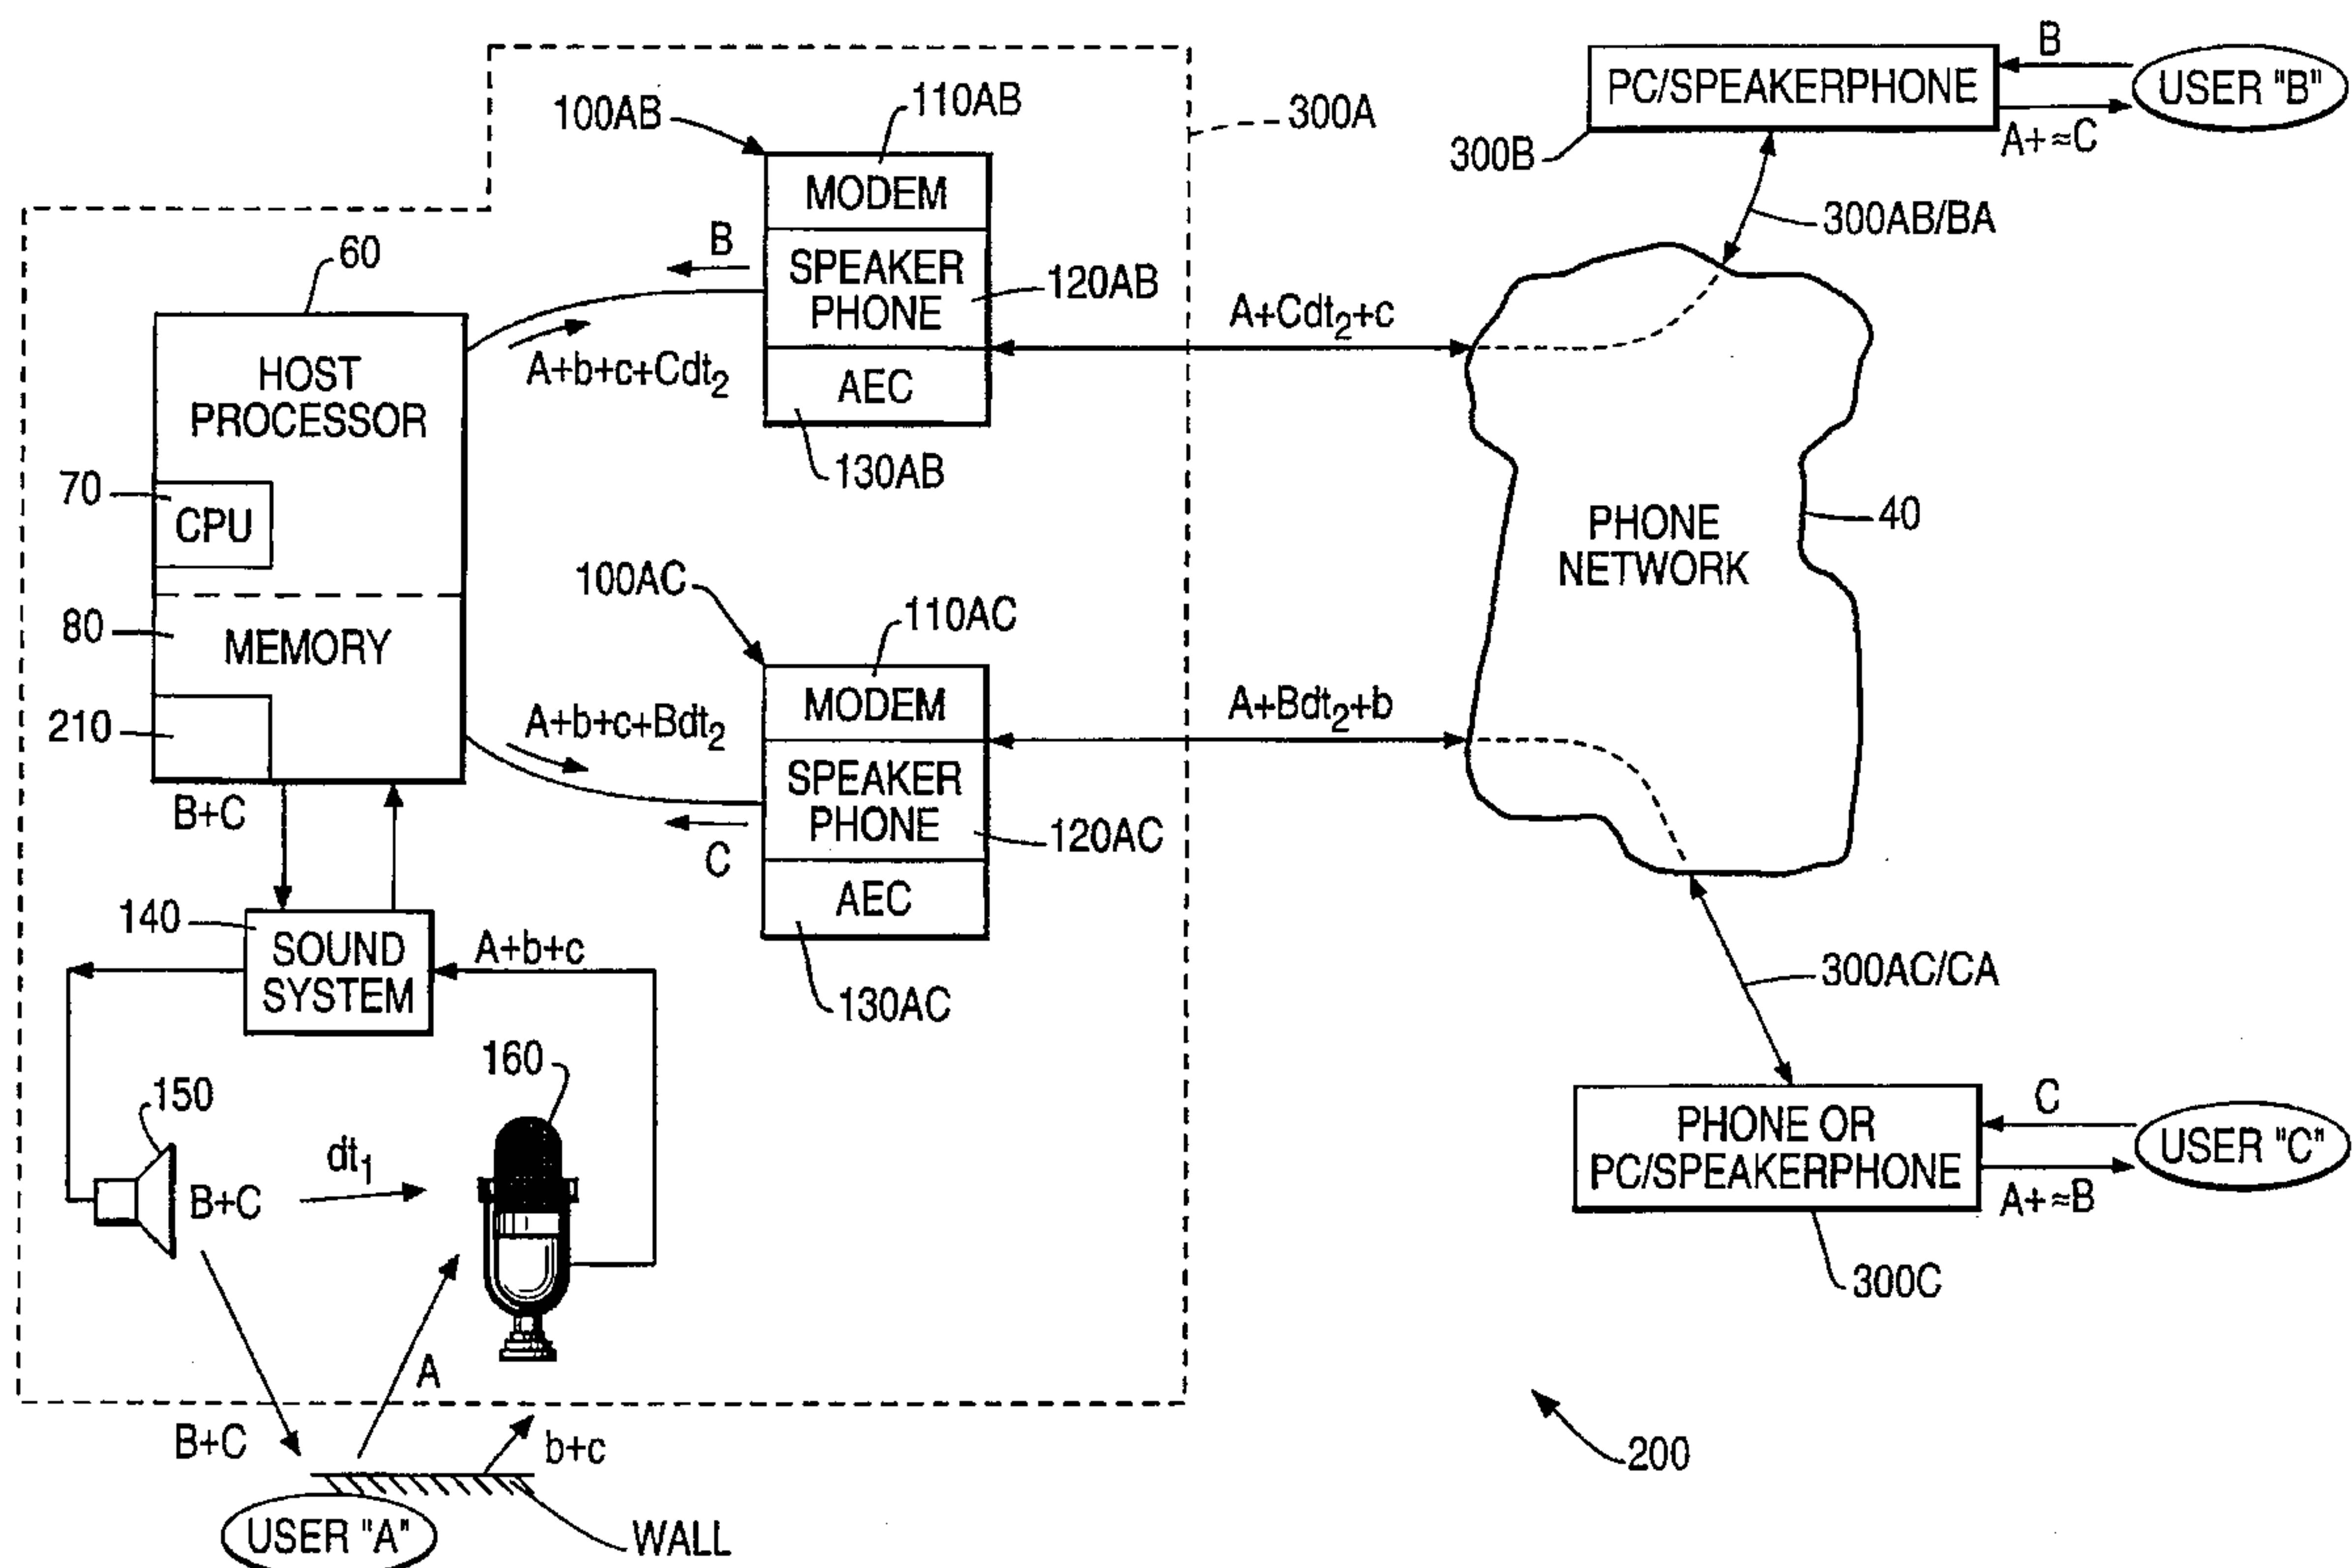 B
PC/SPEAKERPHONE
USER "B"
A+≈C
300B
300AB/BA
100AB
110AB
300A
MODEM
B
SPEAKER
PHONE
120AB
A+b+c+Cdt2
AEC
130AB
A+Cdt2+c
60
HOST
PROCESSOR
70
CPU
80
MEMORY
210
PHONE
NETWORK
40
100AC
110AC
MODEM
A+b+c+Bdt2
SPEAKER
PHONE
120AC
C
AEC
130AC
A+Bdt2+b
B+C
140
SOUND
SYSTEM
A+b+c
300AC/CA
150
B+C
dt1
160
A
B+C
b+c
USER "A"
WALL
PHONE OR
PC/SPEAKERPHONE
C
USER "C"
A+≈B
300C
200